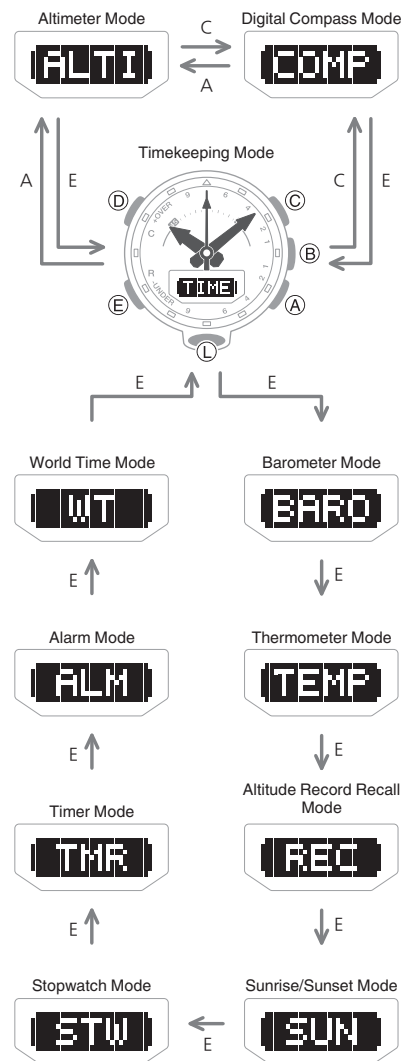 Altimeter Mode
Digital Compass Mode
ALTI
C
A
COMP
Timekeeping Mode
A
E
C
E
D
C
B
E
A
L
TIME
E
E
World Time Mode
Barometer Mode
WT
BARO
E
E
Alarm Mode
Thermometer Mode
ALM
TEMP
E
E
Timer Mode
Altitude Record Recall
Mode
TMR
REC
E
E
Stopwatch Mode
Sunrise/Sunset Mode
STW
E
SUN